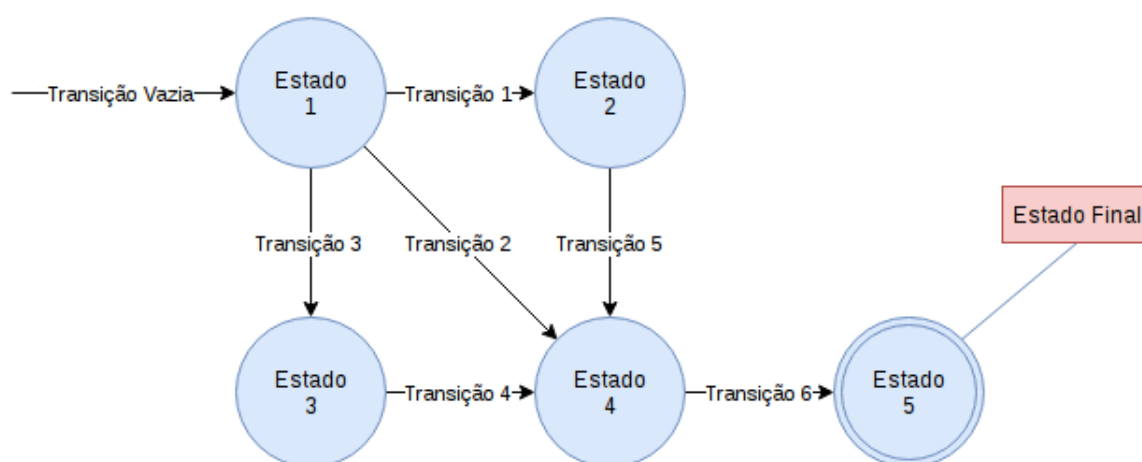 Transição Vazia
Estado
1
Transição 1
Estado
2
Estado Final
Transição 3
Transição 2
Transição 5
Estado
3
Transição 4
Estado
4
Transição 6
Estado
5